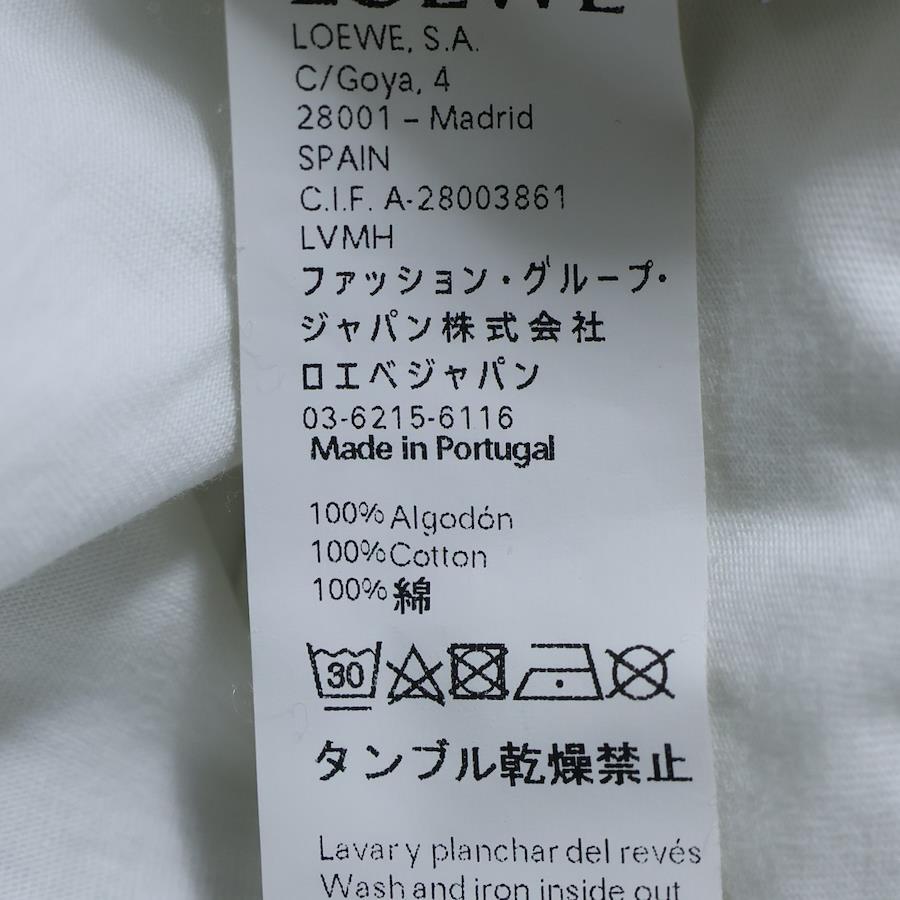 LOEWE
LOEWE, S.A.
C/Goya, 4
28001 – Madrid
SPAIN
C.I.F. A-28003861
LVMH
ファッション・グループ・
ジャパン株式会社
ロエベジャパン
03-6215-6116
Made in Portugal
100% Algodón
100% Cotton
100% 綿
30
タンブル乾燥禁止
Lavar y planchar del revés
Wash and iron inside out